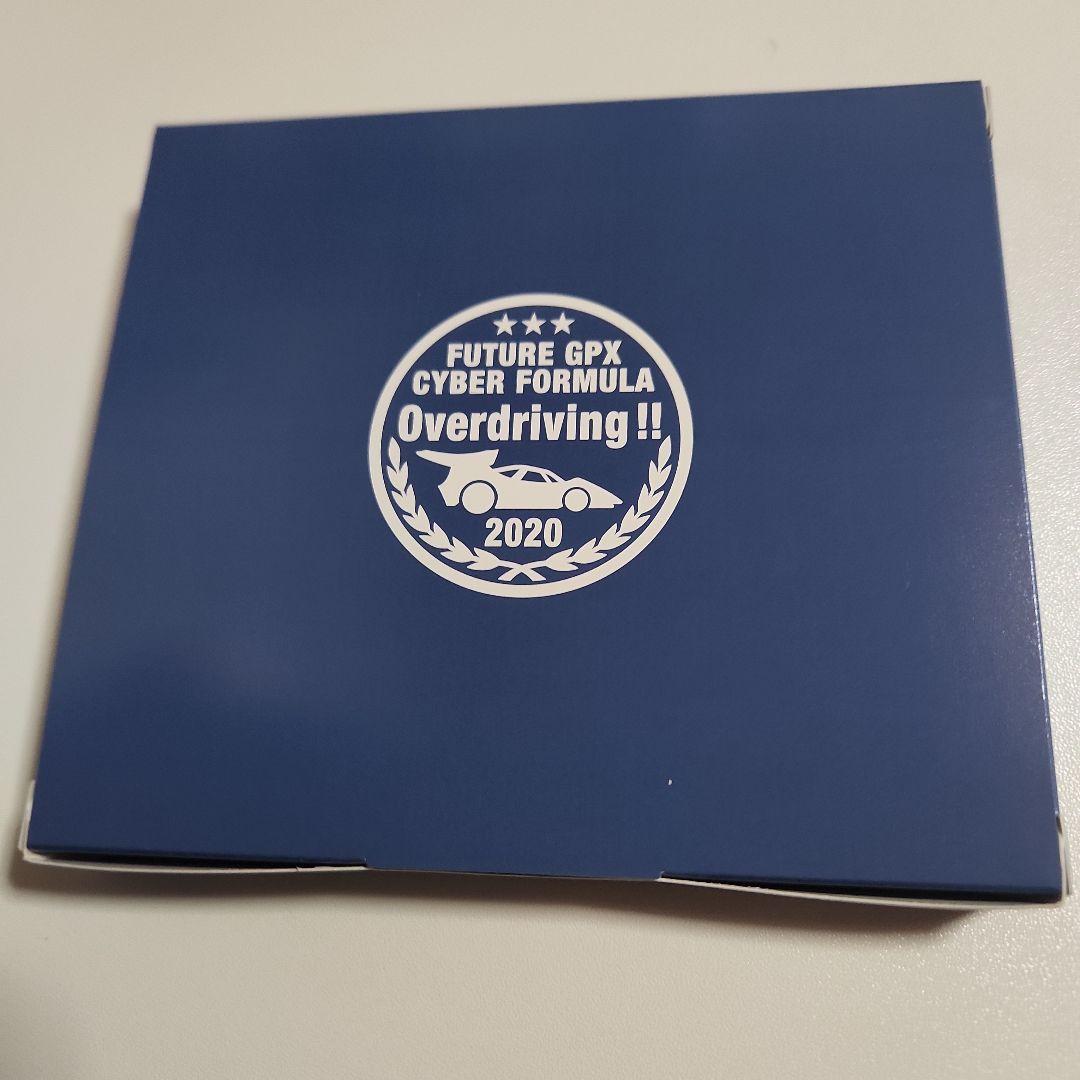 FUTURE GPX
CYBER FORMULA
Overdriving!!
2020